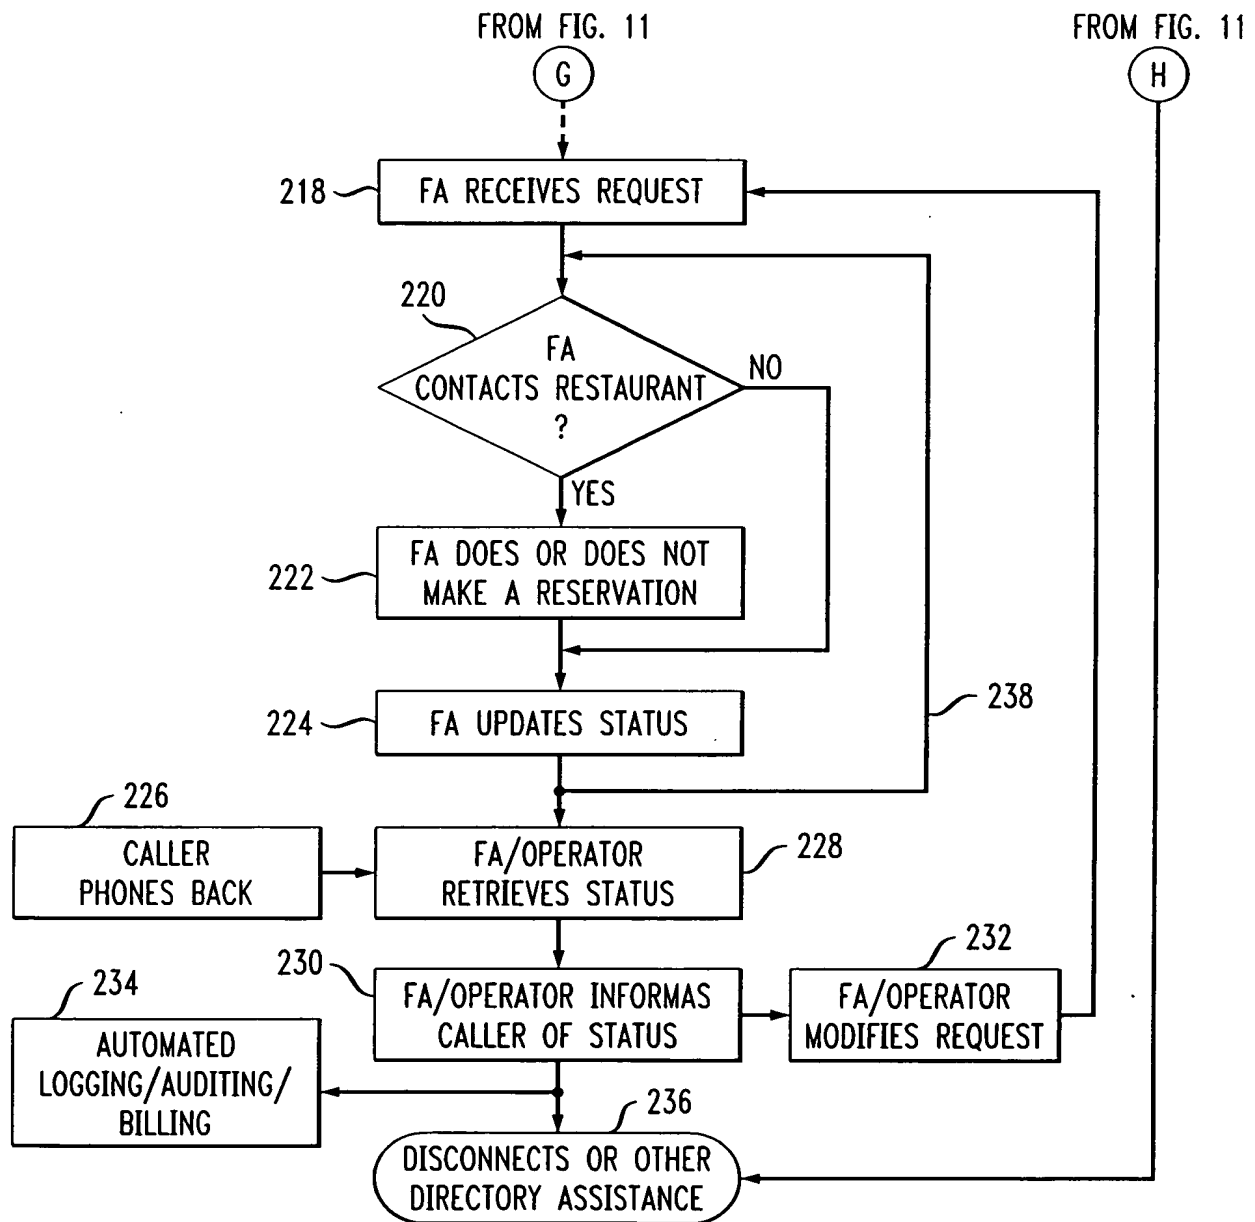 FROM FIG. 11
G
FROM FIG. 11
H
218
FA RECEIVES REQUEST
220
FA
CONTACTS RESTAURANT
?
NO
YES
222
FA DOES OR DOES NOT
MAKE A RESERVATION
224
FA UPDATES STATUS
238
226
CALLER
PHONES BACK
FA/OPERATOR
RETRIEVES STATUS
228
230
FA/OPERATOR INFORMAS
CALLER OF STATUS
232
FA/OPERATOR
MODIFIES REQUEST
234
AUTOMATED
LOGGING/AUDITING/
BILLING
236
DISCONNECTS OR OTHER
DIRECTORY ASSISTANCE